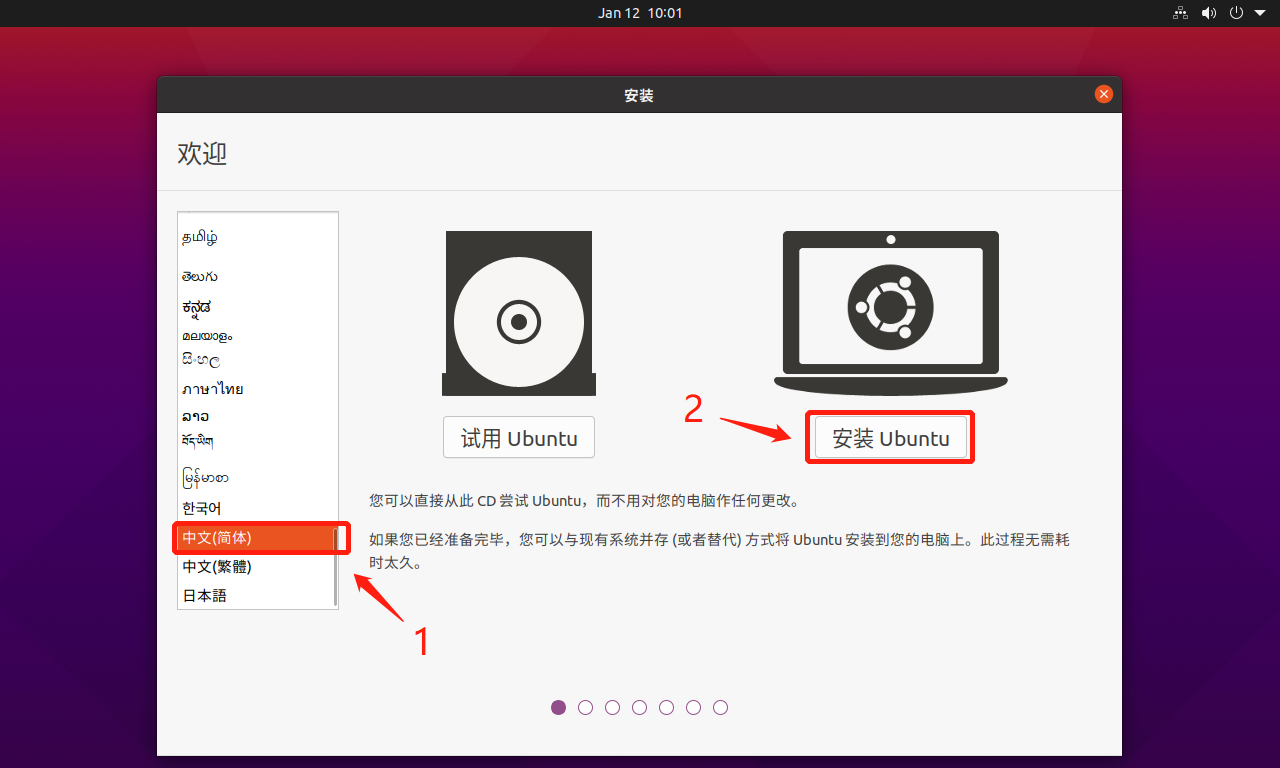 Jan 12 10:01
安装
欢迎
தமிழ்
తెలుగు
ಕನ್ನಡ
മലയാളം
සිංහල
ภาษาไทย
ລາວ
བོད་ཡིག
မြန်မာစာ
한국어
中文(简体)
中文(繁體)
日本語
1
试用 Ubuntu
2
安装 Ubuntu
您可以直接从此 CD 尝试 Ubuntu，而不用对您的电脑作任何更改。
如果您已经准备完毕，您可以与现有系统并存 (或者替代) 方式将 Ubuntu 安装到您的电脑上。此过程无需耗
时太久。